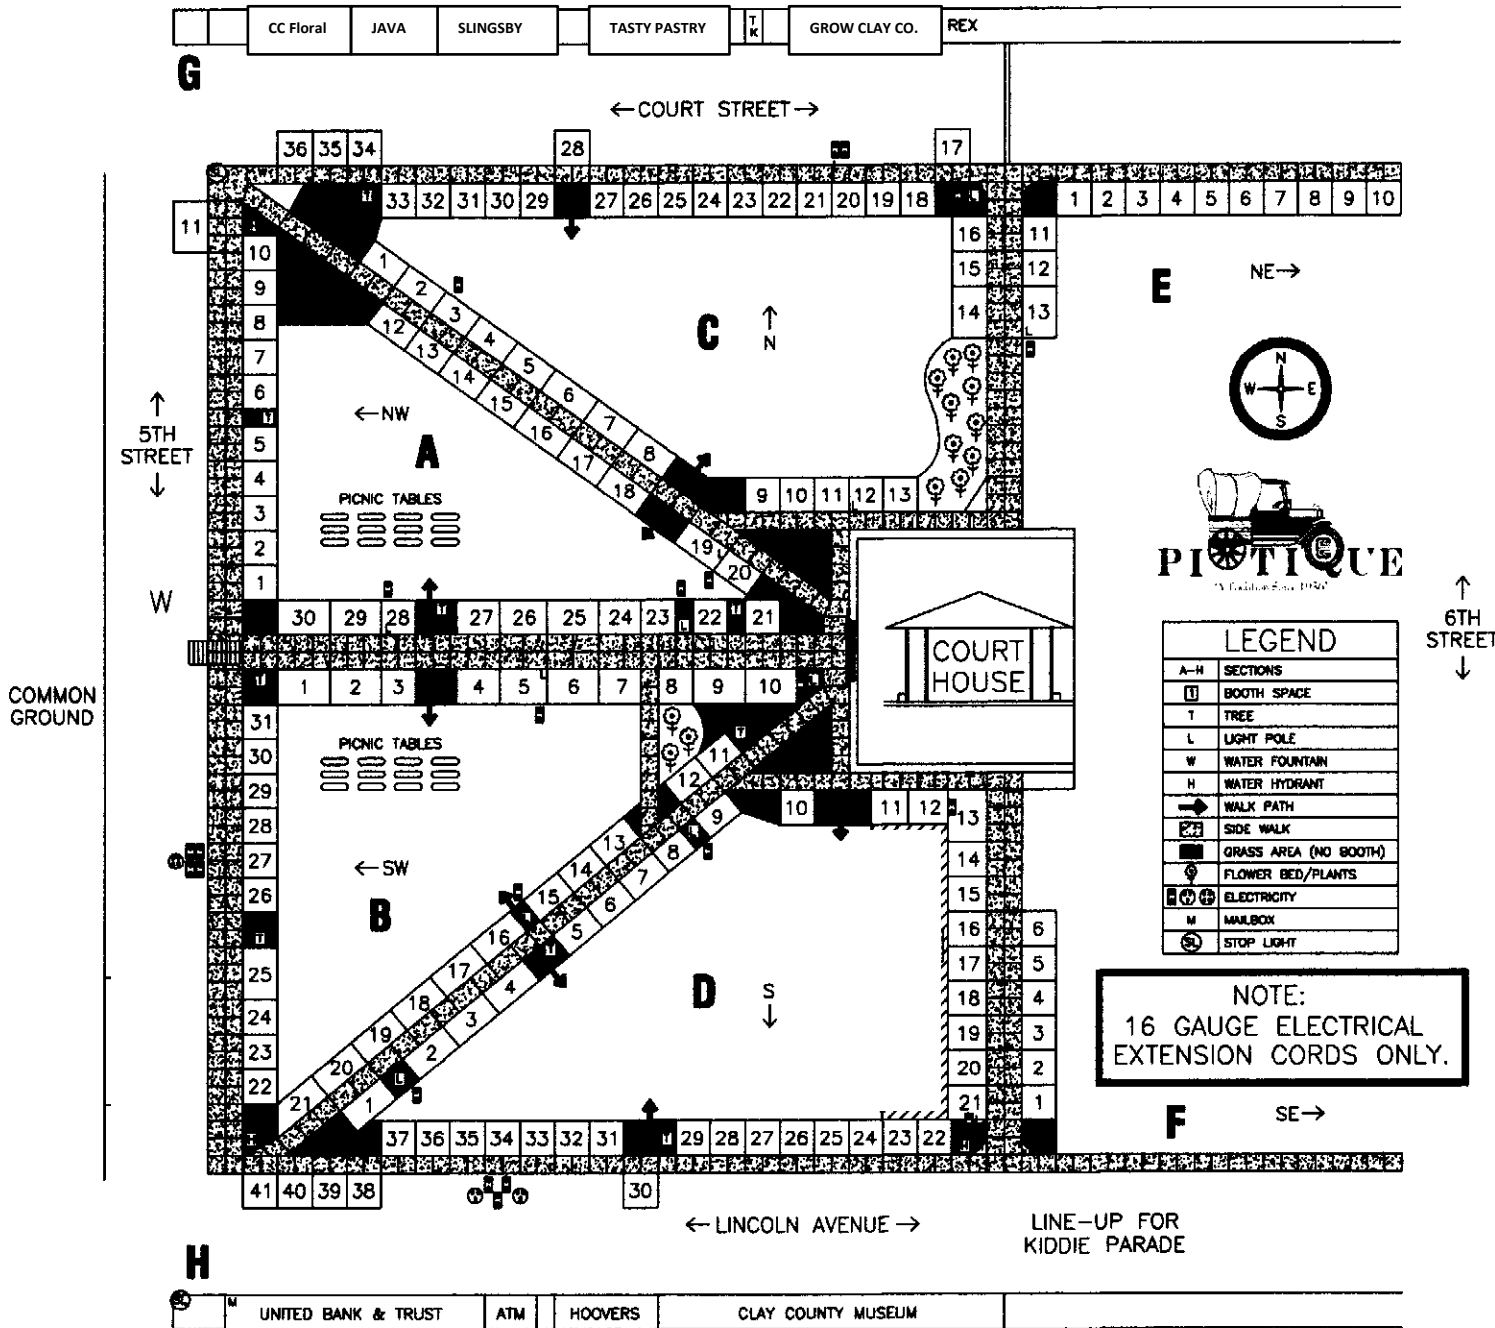 CC Floral JAVA SLINGSBY TASTY PASTRY TK GROW CLAY CO. REX
G
←COURT STREET→
36 35 34 28 17
33 32 31 30 29 27 26 25 24 23 22 21 20 19 18 1 2 3 4 5 6 7 8 9 10
11
10
9
8
7
6
5
4
3
2
1
1
2
3
4
5
6
7
8
12
13
14
15
16
17
18
19
20
16
15
14
11
12
13
C
N
E
NE→
N
W E
S
←NW
A
5TH
STREET
PICNIC TABLES
9 10 11 12 13
PIOTIQUE
W
6TH
STREET
30 29 28 27 26 25 24 23 L 22 21
COURT
HOUSE
COMMON
GROUND
1 2 3 4 5 6 7 8 9 10
LEGEND
A-H SECTIONS
1 BOOTH SPACE
T TREE
L LIGHT POLE
W WATER FOUNTAIN
H WATER HYDRANT
WALK PATH
SIDE WALK
GRASS AREA (NO BOOTH)
FLOWER BED/PLANTS
ELECTRICITY
M MAILBOX
SL STOP LIGHT
31
30
29
28
27
26
25
24
23
22
PICNIC TABLES
11
12
13
14
15
16
17
18
19
20
21
9
8
7
6
5
4
3
2
1
10 11 12
13
14
15
16
17
18
19
20
21
6
5
4
3
2
1
←SW
B
D
S
NOTE:
16 GAUGE ELECTRICAL
EXTENSION CORDS ONLY.
F
SE→
37 36 35 34 33 32 31 29 28 27 26 25 24 23 22
41 40 39 38 30
←LINCOLN AVENUE→
LINE-UP FOR
KIDDIE PARADE
H
SL M UNITED BANK & TRUST ATM HOOVERS CLAY COUNTY MUSEUM